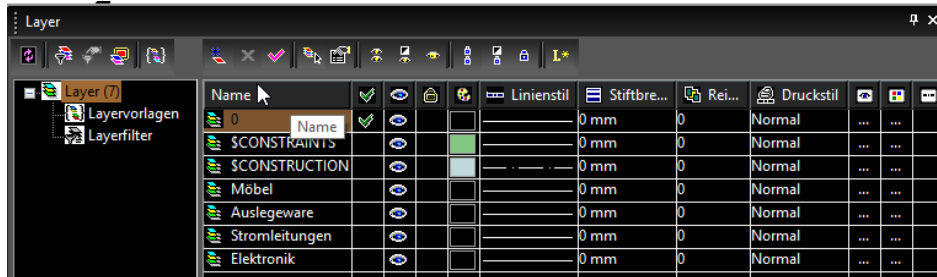 Layer
L*
Layer (7)
Layervorlagen
Layerfilter
Name Linienstil Stiftbre... Rei... Druckstil
0 0 mm 0 Normal ... ...
Name
$CONSTRAINTS 0 mm 0 Normal ... ...
$CONSTRUCTION 0 mm 0 Normal ... ...
Möbel 0 mm 0 Normal ... ...
Auslegeware 0 mm 0 Normal ... ...
Stromleitungen 0 mm 0 Normal ... ...
Elektronik 0 mm 0 Normal ... ...